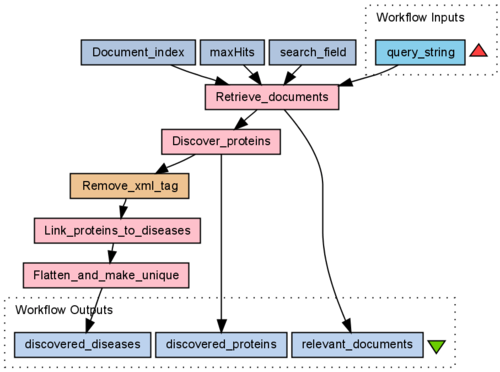 Workflow Inputs
Document_index
maxHits
search_field
query_string
Retrieve_documents
Discover_proteins
Remove_xml_tag
Link_proteins_to_diseases
Flatten_and_make_unique
Workflow Outputs
discovered_diseases
discovered_proteins
relevant_documents